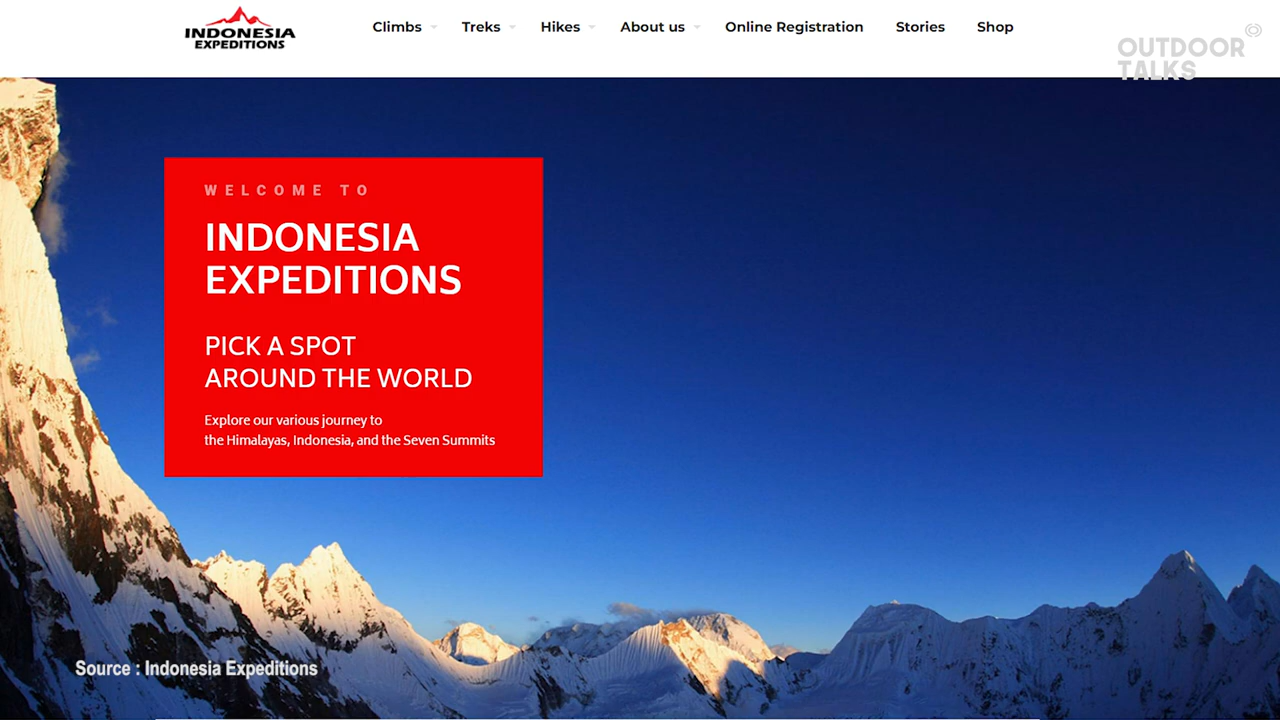 INDONESIA
EXPEDITIONS
Climbs Treks Hikes About us Online Registration Stories Shop
OUTDOOR
TALKS
WELCOME TO
INDONESIA
EXPEDITIONS
PICK A SPOT
AROUND THE WORLD
Explore our various journey to
the Himalayas, Indonesia, and the Seven Summits
Source : Indonesia Expeditions